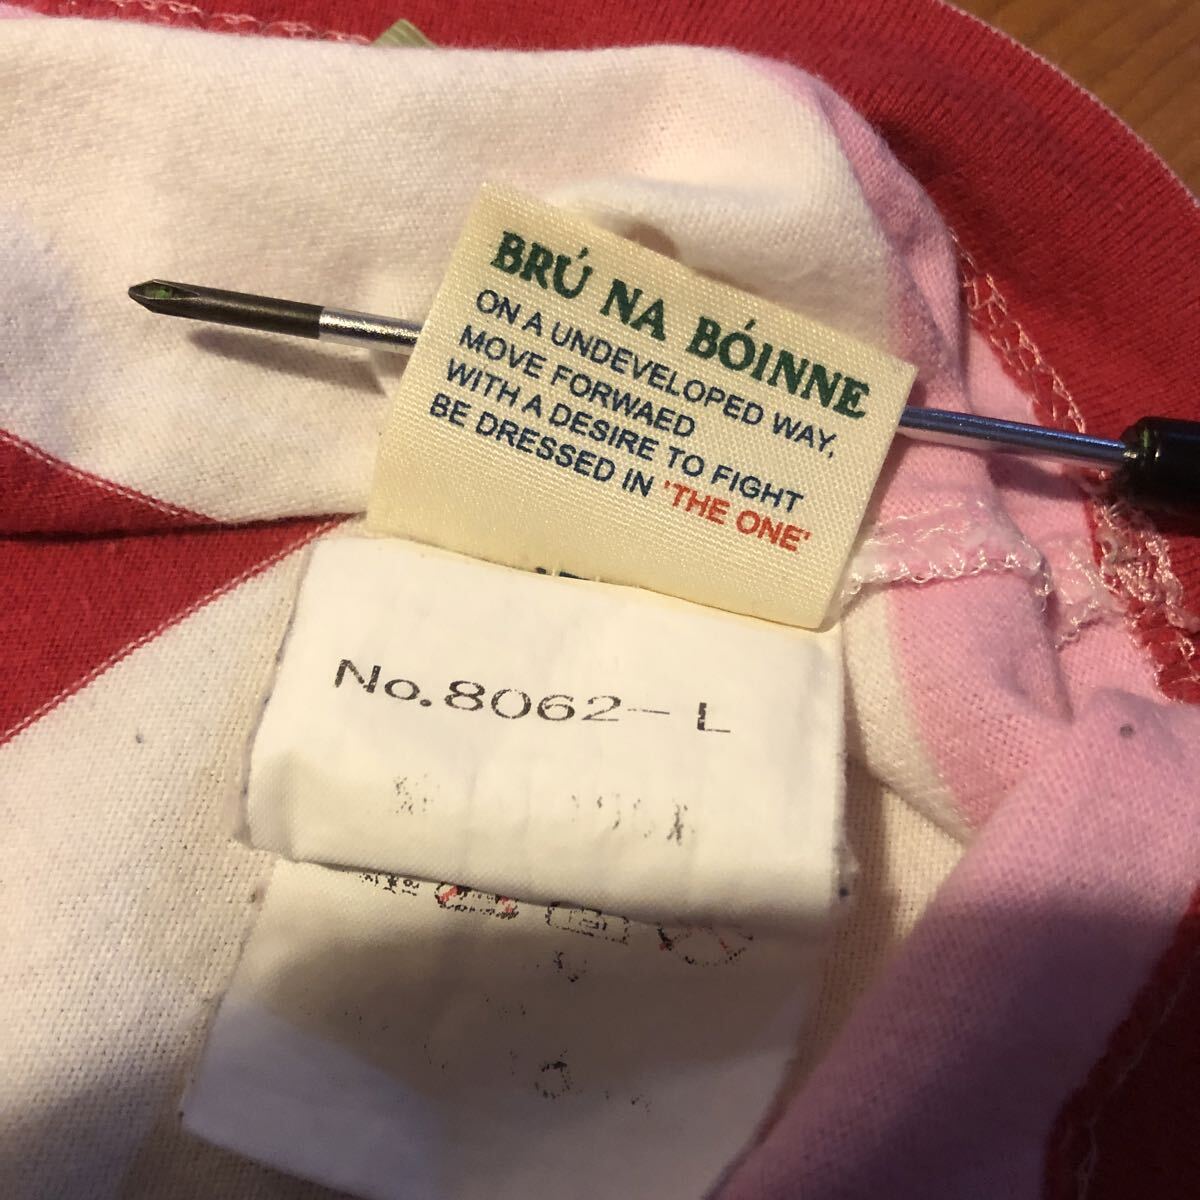 BRÚ NA BÓINNE
ON A UNDEVELOPED WAY,
MOVE FORWAED
WITH A DESIRE TO FIGHT
BE DRESSED IN 'THE ONE'
No.8062-L